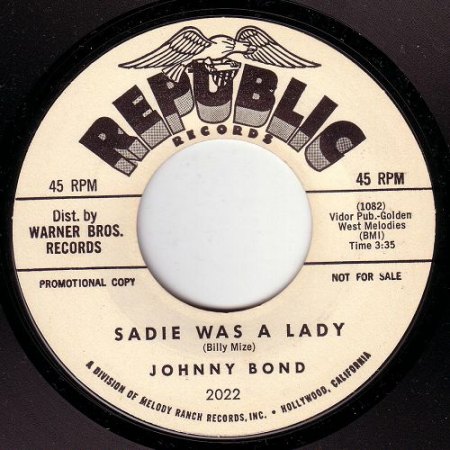 REPUBLIC
RECORDS
45 RPM
45 RPM
Dist. by
WARNER BROS.
RECORDS
(1082)
Vidor Pub.-Golden
West Melodies
(BMI)
Time 3:35
PROMOTIONAL COPY
NOT FOR SALE
SADIE WAS A LADY
(Billy Mize)
JOHNNY BOND
2022
A DIVISION OF MELODY RANCH RECORDS, INC. • HOLLYWOOD, CALIFORNIA